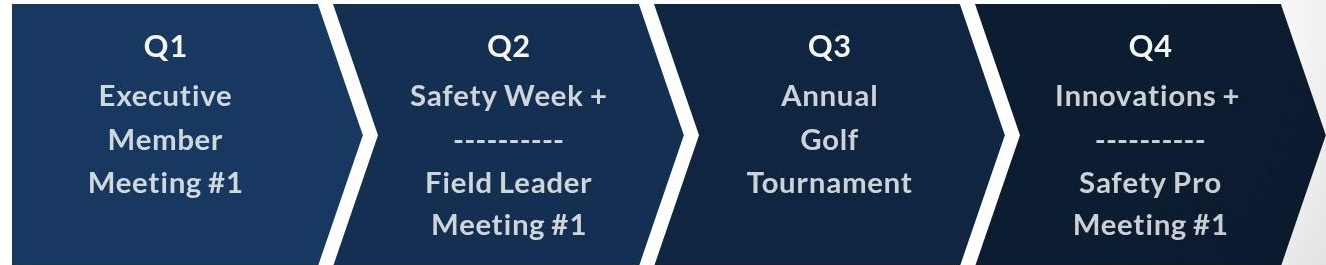 Q1
Executive
Member
Meeting #1
Q2
Safety Week +
----------
Field Leader
Meeting #1
Q3
Annual
Golf
Tournament
Q4
Innovations +
----------
Safety Pro
Meeting #1